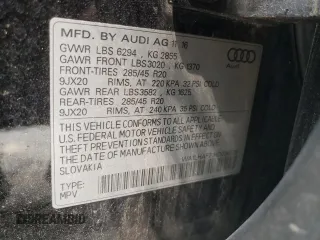 MFD. BY AUDI AG
GVWR LBS 6294 , KG 2855
GAWR FRONT LBS3020 , KG 1370
FRONT-TIRES 285/45 R20
9JX20 RIMS, AT 220 KPA 32 PSI COLD
GAWR REAR LBS3582 , KG 1625
REAR-TIRES 285/45 R20
9JX20 RIMS, AT 240 KPA 35 PSI COLD
THIS VEHICLE CONFORMS TO ALL APPLICABLE
U.S. FEDERAL MOTOR VEHICLE SAFETY
STANDARDS IN EFFECT ON
THE DATE OF MANUFACTURE SHOWN ABOVE.
SLOVAKIA
TYPE:
MPV
Audi
DREAMBID